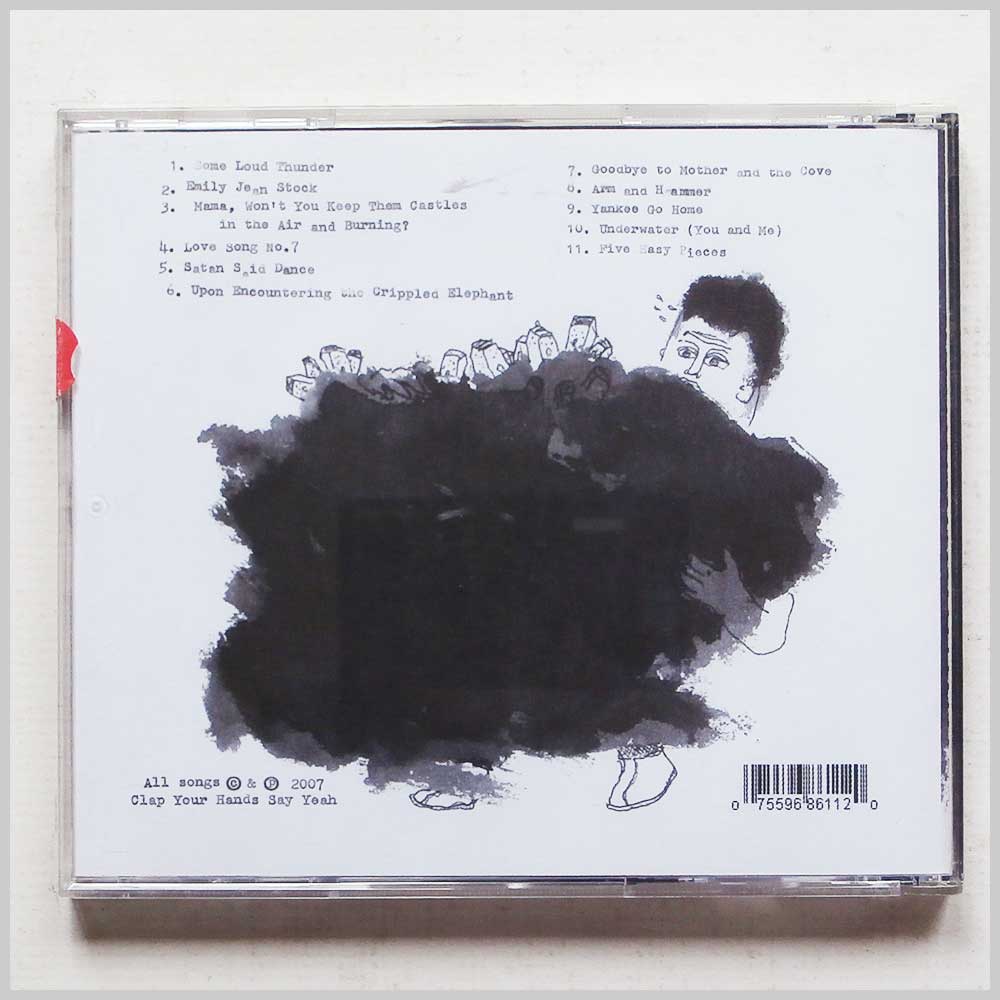 1. Some Loud Thunder
2. Emily Jean Stock
3. Mama, Won't You Keep Them Castles
in the Air and Burning?
4. Love Song No.7
5. Satan Said Dance
6. Upon Encountering the Crippled Elephant
7. Goodbye to Mother and the Cove
8. Arm and Hammer
9. Yankee Go Home
10. Underwater (You and Me)
11. Five Easy Pieces
All songs © & ℗ 2007
Clap Your Hands Say Yeah
0 75596 86112 0